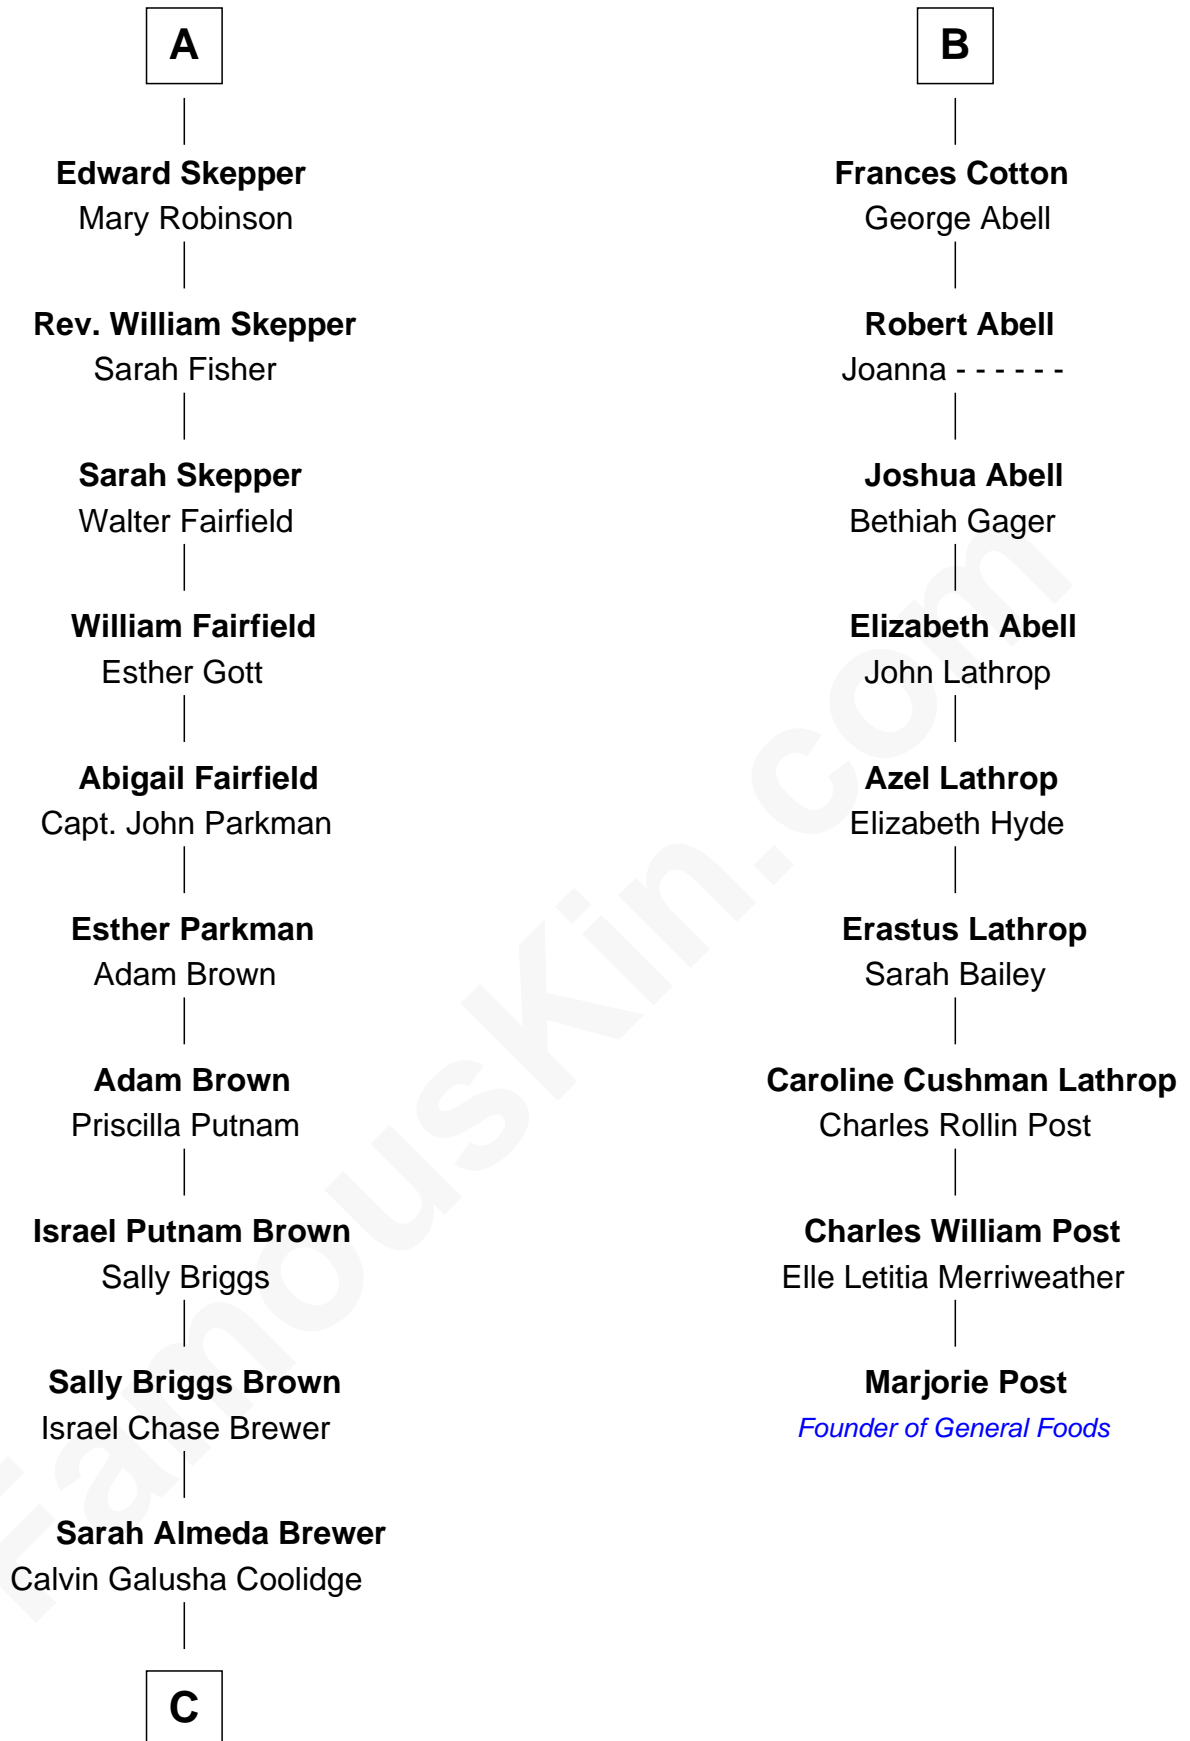 A
Edward Skepper
Mary Robinson
Rev. William Skepper
Sarah Fisher
Sarah Skepper
Walter Fairfield
William Fairfield
Esther Gott
Abigail Fairfield
Capt. John Parkman
Esther Parkman
Adam Brown
Adam Brown
Priscilla Putnam
Israel Putnam Brown
Sally Briggs
Sally Briggs Brown
Israel Chase Brewer
Sarah Almeda Brewer
Calvin Galusha Coolidge
C
B
Frances Cotton
George Abell
Robert Abell
Joanna - - - - - -
Joshua Abell
Bethiah Gager
Elizabeth Abell
John Lathrop
Azel Lathrop
Elizabeth Hyde
Erastus Lathrop
Sarah Bailey
Caroline Cushman Lathrop
Charles Rollin Post
Charles William Post
Elle Letitia Merriweather
Marjorie Post
Founder of General Foods
FamousKin.com